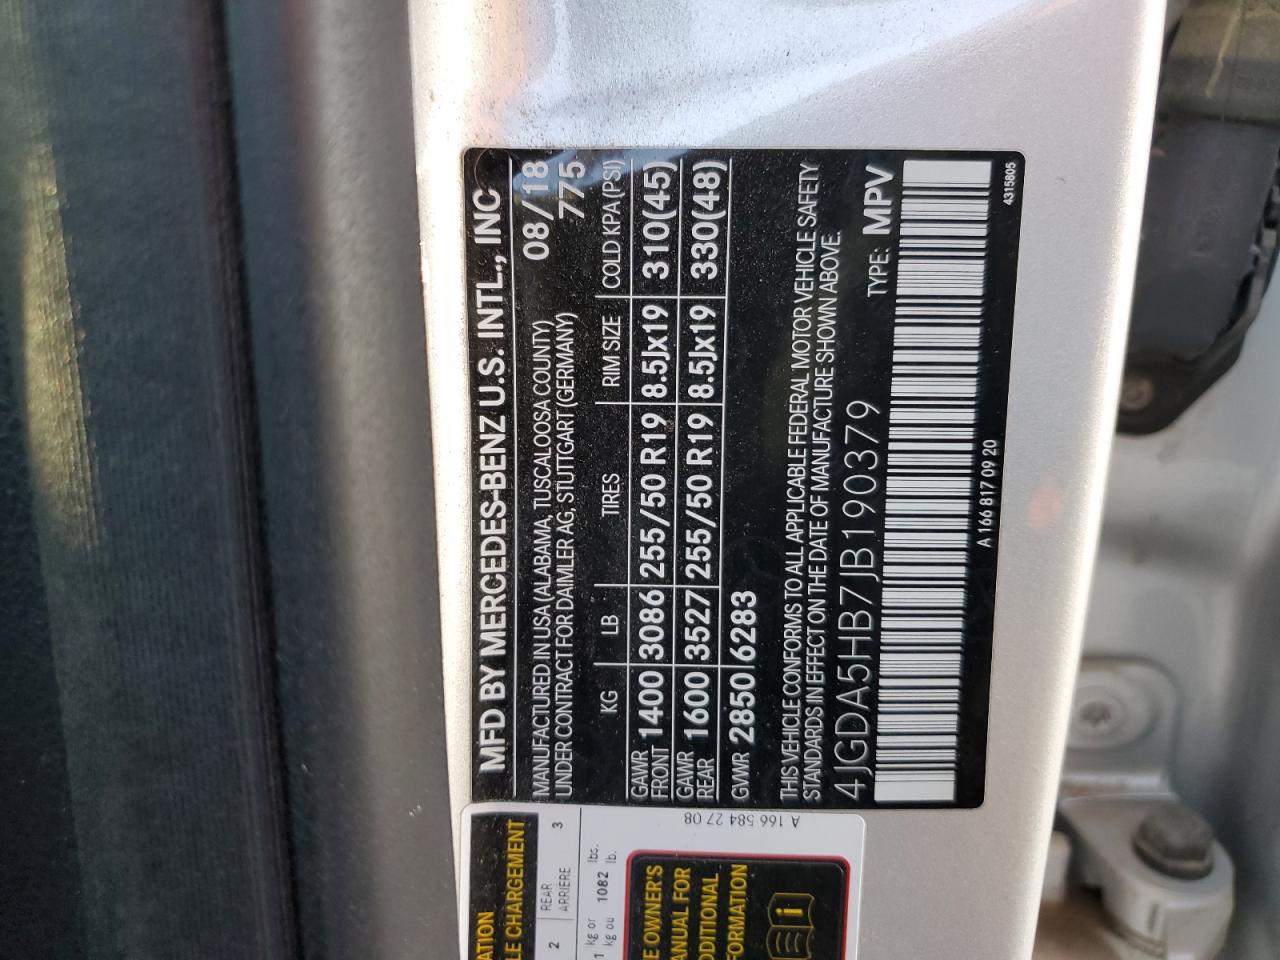 MFD BY MERCEDES-BENZ U.S. INTL., INC
MANUFACTURED IN USA (ALABAMA, TUSCALOOSA COUNTY) 08/18
UNDER CONTRACT FOR DAIMLER AG, STUTTGART (GERMANY) 775
KG LB TIRES RIM SIZE COLD KPA (PSI)
GAWR FRONT 1400 3086 255/50 R19 8.5Jx19 310(45)
GAWR REAR 1600 3527 255/50 R19 8.5Jx19 330(48)
GVWR 2850 6283
THIS VEHICLE CONFORMS TO ALL APPLICABLE FEDERAL MOTOR VEHICLE SAFETY
STANDARDS IN EFFECT ON THE DATE OF MANUFACTURE SHOWN ABOVE.
4JGDA5HB7JB190379 TYPE: MPV
A 166 817 09 20
4315805
A 166 584 27 08
LE CHARGEMENT
2 REAR 3
ARRIERE
kg or lbs.
kg ou 1082 lb.
OWNER'S
FOR